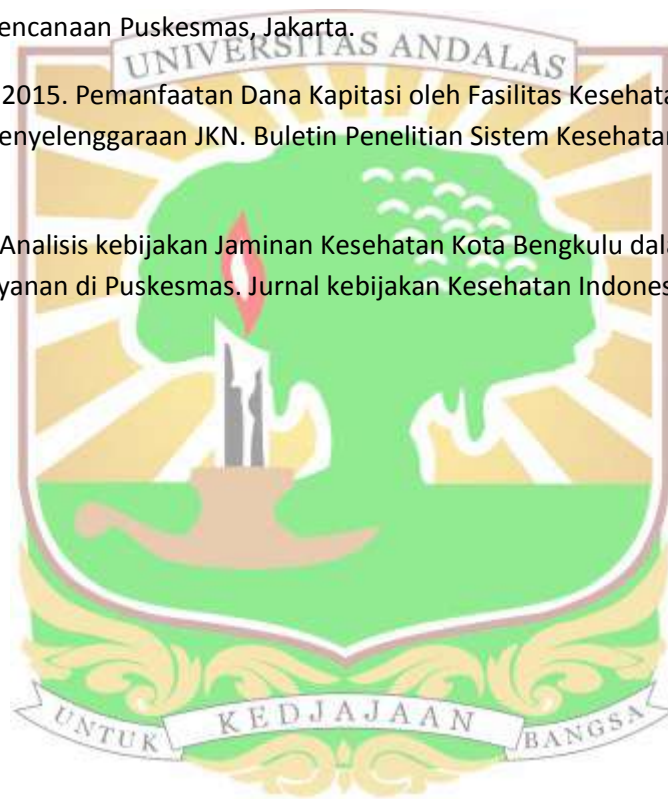 encanaan Puskesmas, Jakarta.
UNIVERSITAS ANDALAS
2015. Pemanfaatan Dana Kapitasi oleh Fasilitas Kesehata
enyelenggaraan JKN. Buletin Penelitian Sistem Kesehatan
Analisis kebijakan Jaminan Kesehatan Kota Bengkulu dala
yanan di Puskesmas. Jurnal kebijakan Kesehatan Indones
UNTUK KEDJAJAAN BANGSA